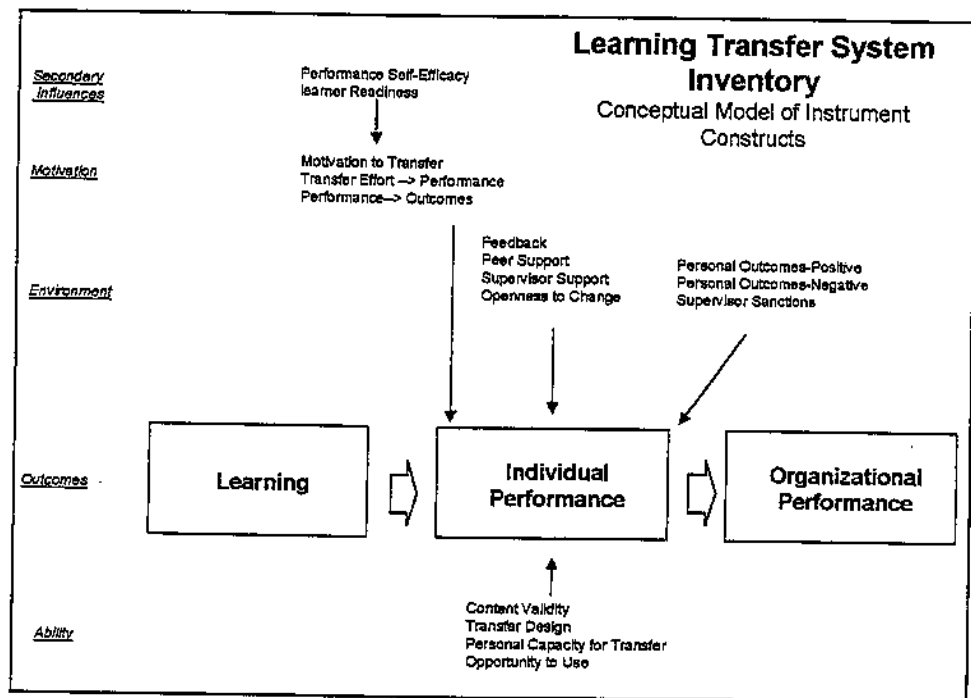 Learning Transfer System
Inventory
Conceptual Model of Instrument
Constructs
Secondary
Influences
Performance Self-Efficacy
learner Readiness
Motivation
Motivation to Transfer
Transfer Effort --> Performance
Performance--> Outcomes
Environment
Feedback
Peer Support
Supervisor Support
Openness to Change
Personal Outcomes-Positive
Personal Outcomes-Negative
Supervisor Sanctions
Outcomes
Learning
Individual
Performance
Organizational
Performance
Ability
Content Validity
Transfer Design
Personal Capacity for Transfer
Opportunity to Use